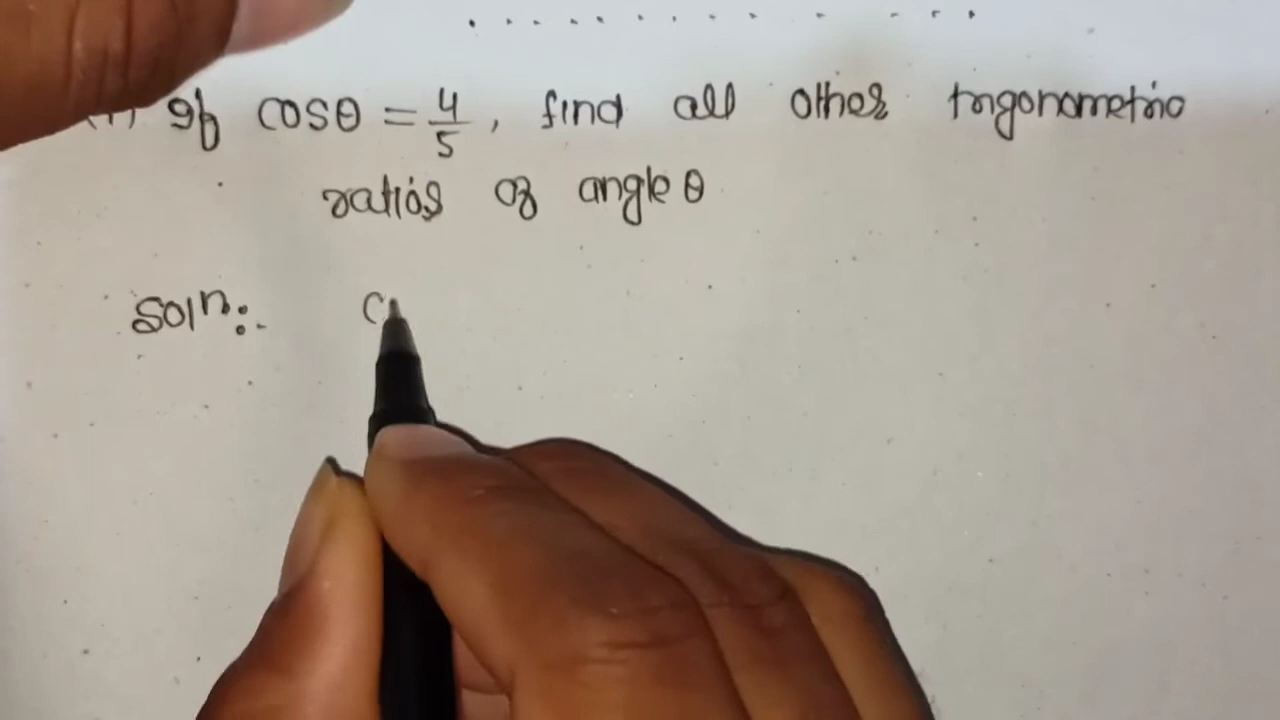 If cosθ = 4/5, find all other trigonometric
ratios of angle θ
Soln:-